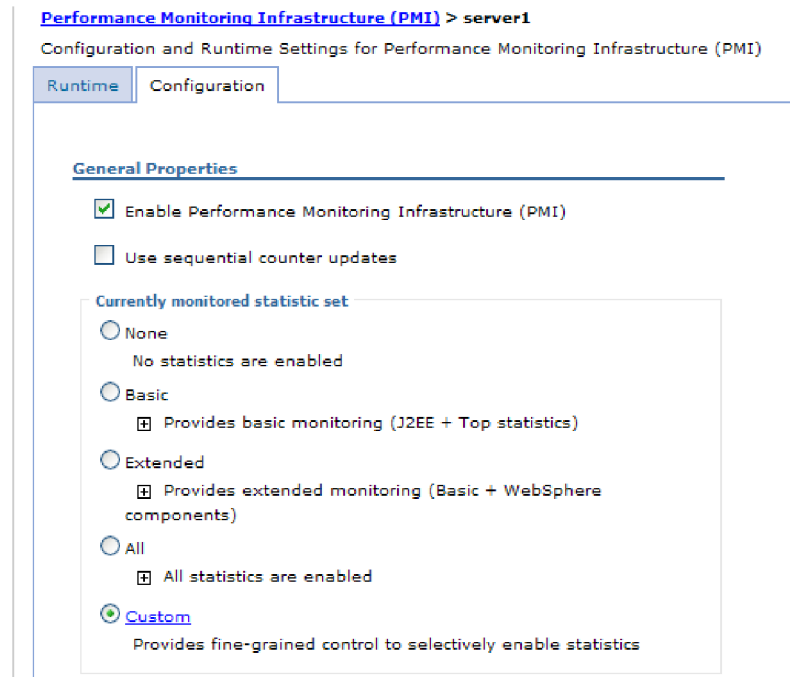 Performance Monitoring Infrastructure (PMI) > server1
Configuration and Runtime Settings for Performance Monitoring Infrastructure (PMI)
Runtime Configuration
General Properties
Enable Performance Monitoring Infrastructure (PMI)
Use sequential counter updates
Currently monitored statistic set
None
No statistics are enabled
Basic
Provides basic monitoring (J2EE + Top statistics)
Extended
Provides extended monitoring (Basic + WebSphere
components)
All
All statistics are enabled
Custom
Provides fine-grained control to selectively enable statistics